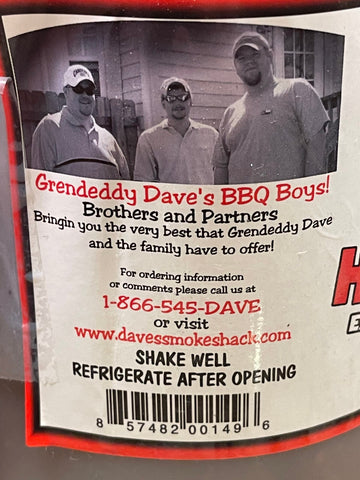 Grendeddy Dave's BBQ Boys!
Brothers and Partners
Bringin you the very best that Grendeddy Dave
and the family have to offer!
For ordering information
or comments please call us at
1-866-545-DAVE
or visit
www.davessmokeshack.com
SHAKE WELL
REFRIGERATE AFTER OPENING
8 57482 00149 6
H
E